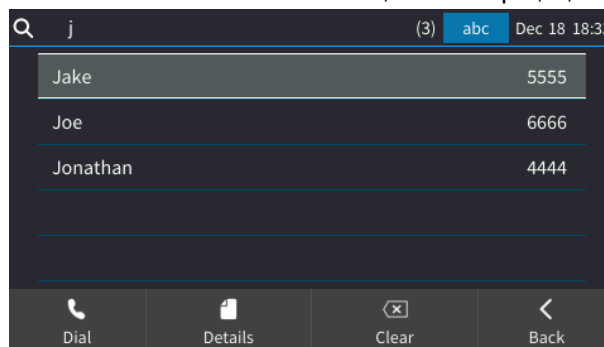 j (3) abc Dec 18 18:3
Jake 5555
Joe 6666
Jonathan 4444
Dial Details Clear Back